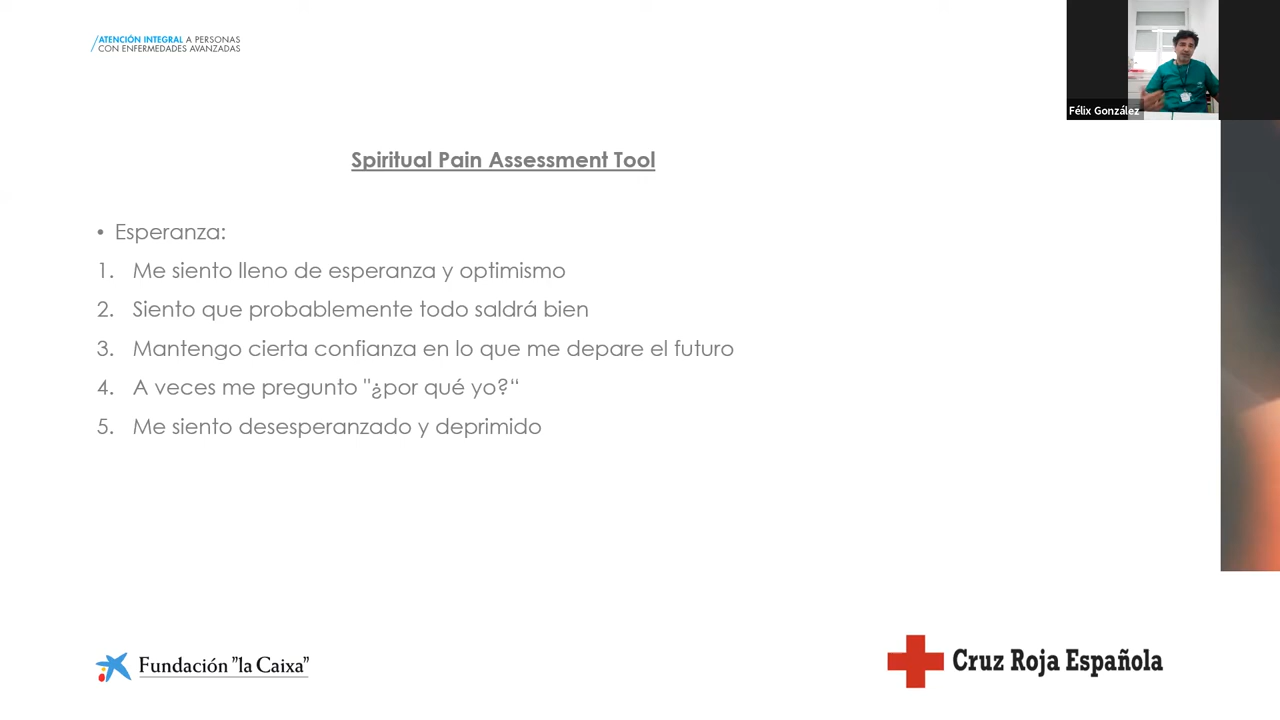 ATENCIÓN INTEGRAL A PERSONAS
CON ENFERMEDADES AVANZADAS
Félix González
Spiritual Pain Assessment Tool
• Esperanza:
1. Me siento lleno de esperanza y optimismo
2. Siento que probablemente todo saldrá bien
3. Mantengo cierta confianza en lo que me depare el futuro
4. A veces me pregunto "¿por qué yo?“
5. Me siento desesperanzado y deprimido
Fundación "la Caixa"
Cruz Roja Española